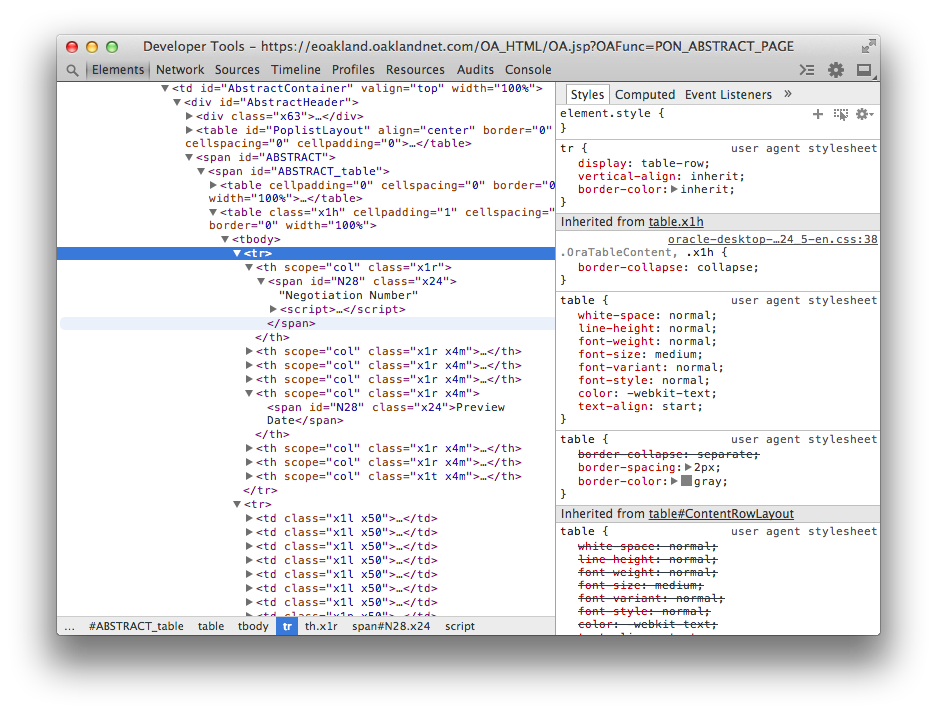 Developer Tools - https://eoakland.oaklandnet.com/OA_HTML/OA.jsp?OAFunc=PON_ABSTRACT_PAGE
Elements Network Sources Timeline Profiles Resources Audits Console
<td id="AbstractContainer" valign="top" width="100%">
<div id="AbstractHeader">
<div class="x63">…</div>
<table id="PoplistLayout" align="center" border="0"
cellspacing="0" cellpadding="0">…</table>
<span id="ABSTRACT">
<span id="ABSTRACT_table">
<table cellpadding="0" cellspacing="0" border="0
width="100%">…</table>
<table class="x1h" cellpadding="1" cellspacing="
border="0" width="100%">
<tbody>
<tr>
<th scope="col" class="x1r">
<span id="N28" class="x24">
"Negotiation Number"
<script>…</script>
</span>
</th>
<th scope="col" class="x1r x4m">…</th>
<th scope="col" class="x1r x4m">…</th>
<th scope="col" class="x1r x4m">…</th>
<th scope="col" class="x1r x4m">
<span id="N28" class="x24">Preview
Date</span>
</th>
<th scope="col" class="x1r x4m">…</th>
<th scope="col" class="x1r x4m">…</th>
<th scope="col" class="x1t x4m">…</th>
</tr>
<tr>
<td class="x1l x50">…</td>
<td class="x1l x50">…</td>
<td class="x1l x50">…</td>
<td class="x1l x50">…</td>
<td class="x1l x50">…</td>
<td class="x1l x50">…</td>
<td class="x1l x50">…</td>
... #ABSTRACT_table table tbody tr th.x1r span#N28.x24 script
Styles Computed Event Listeners »
element.style {
}
tr { user agent stylesheet
display: table-row;
vertical-align: inherit;
border-color: inherit;
}
Inherited from table.x1h
oracle-desktop-…24_5-en.css:38
.OraTableContent, .x1h {
border-collapse: collapse;
}
table { user agent stylesheet
white-space: normal;
line-height: normal;
font-weight: normal;
font-size: medium;
font-variant: normal;
font-style: normal;
color: -webkit-text;
text-align: start;
}
table { user agent stylesheet
border-collapse: separate;
border-spacing: 2px;
border-color: gray;
}
Inherited from table#ContentRowLayout
table { user agent stylesheet
white-space: normal;
line-height: normal;
font-weight: normal;
font-size: medium;
font-variant: normal;
font-style: normal;
color: -webkit-text;